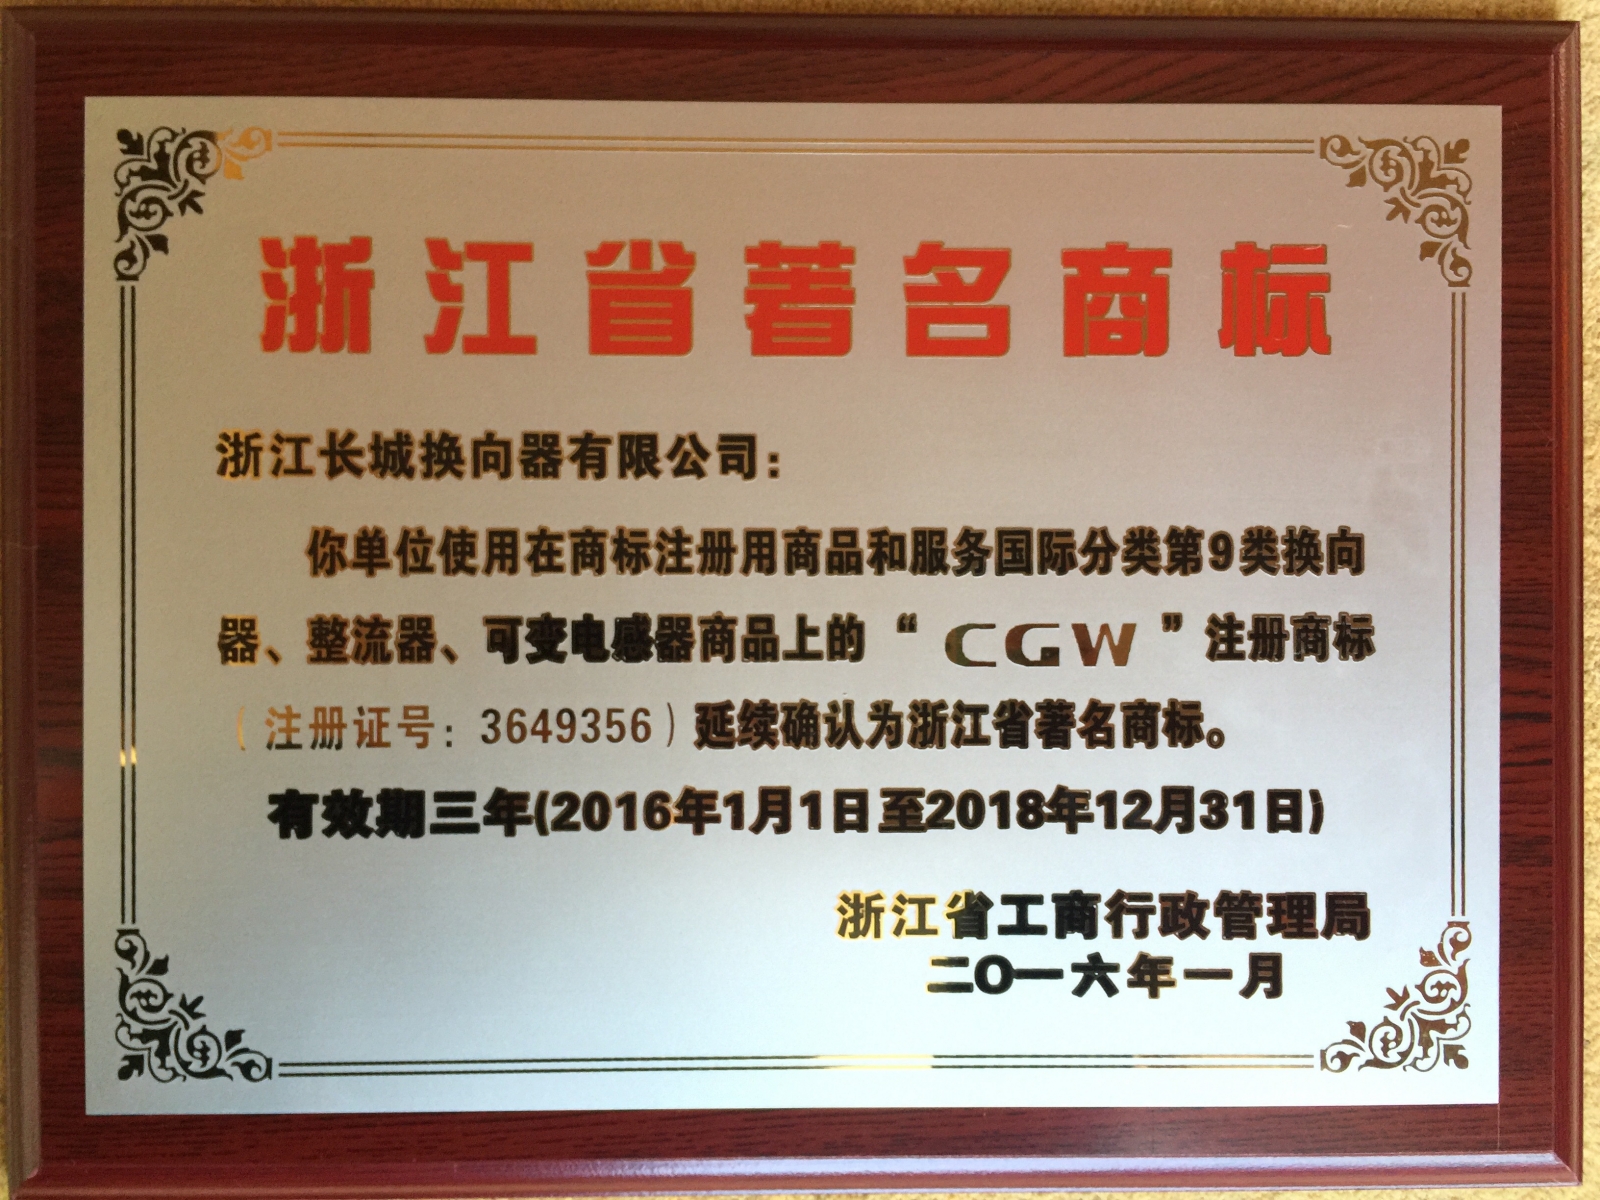 浙江省著名商标
浙江长城换向器有限公司：
你单位使用在商标注册用商品和服务国际分类第9类换向
器、整流器、可变电感器商品上的“CGW”注册商标
（注册证号：3649356）延续确认为浙江省著名商标。
有效期三年(2016年1月1日至2018年12月31日)
浙江省工商行政管理局
二〇一六年一月